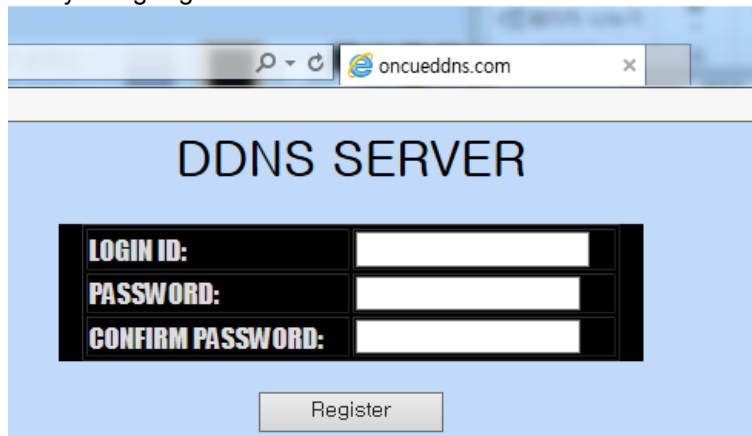 oncueddns.com
DDNS SERVER
LOGIN ID:
PASSWORD:
CONFIRM PASSWORD:
Register